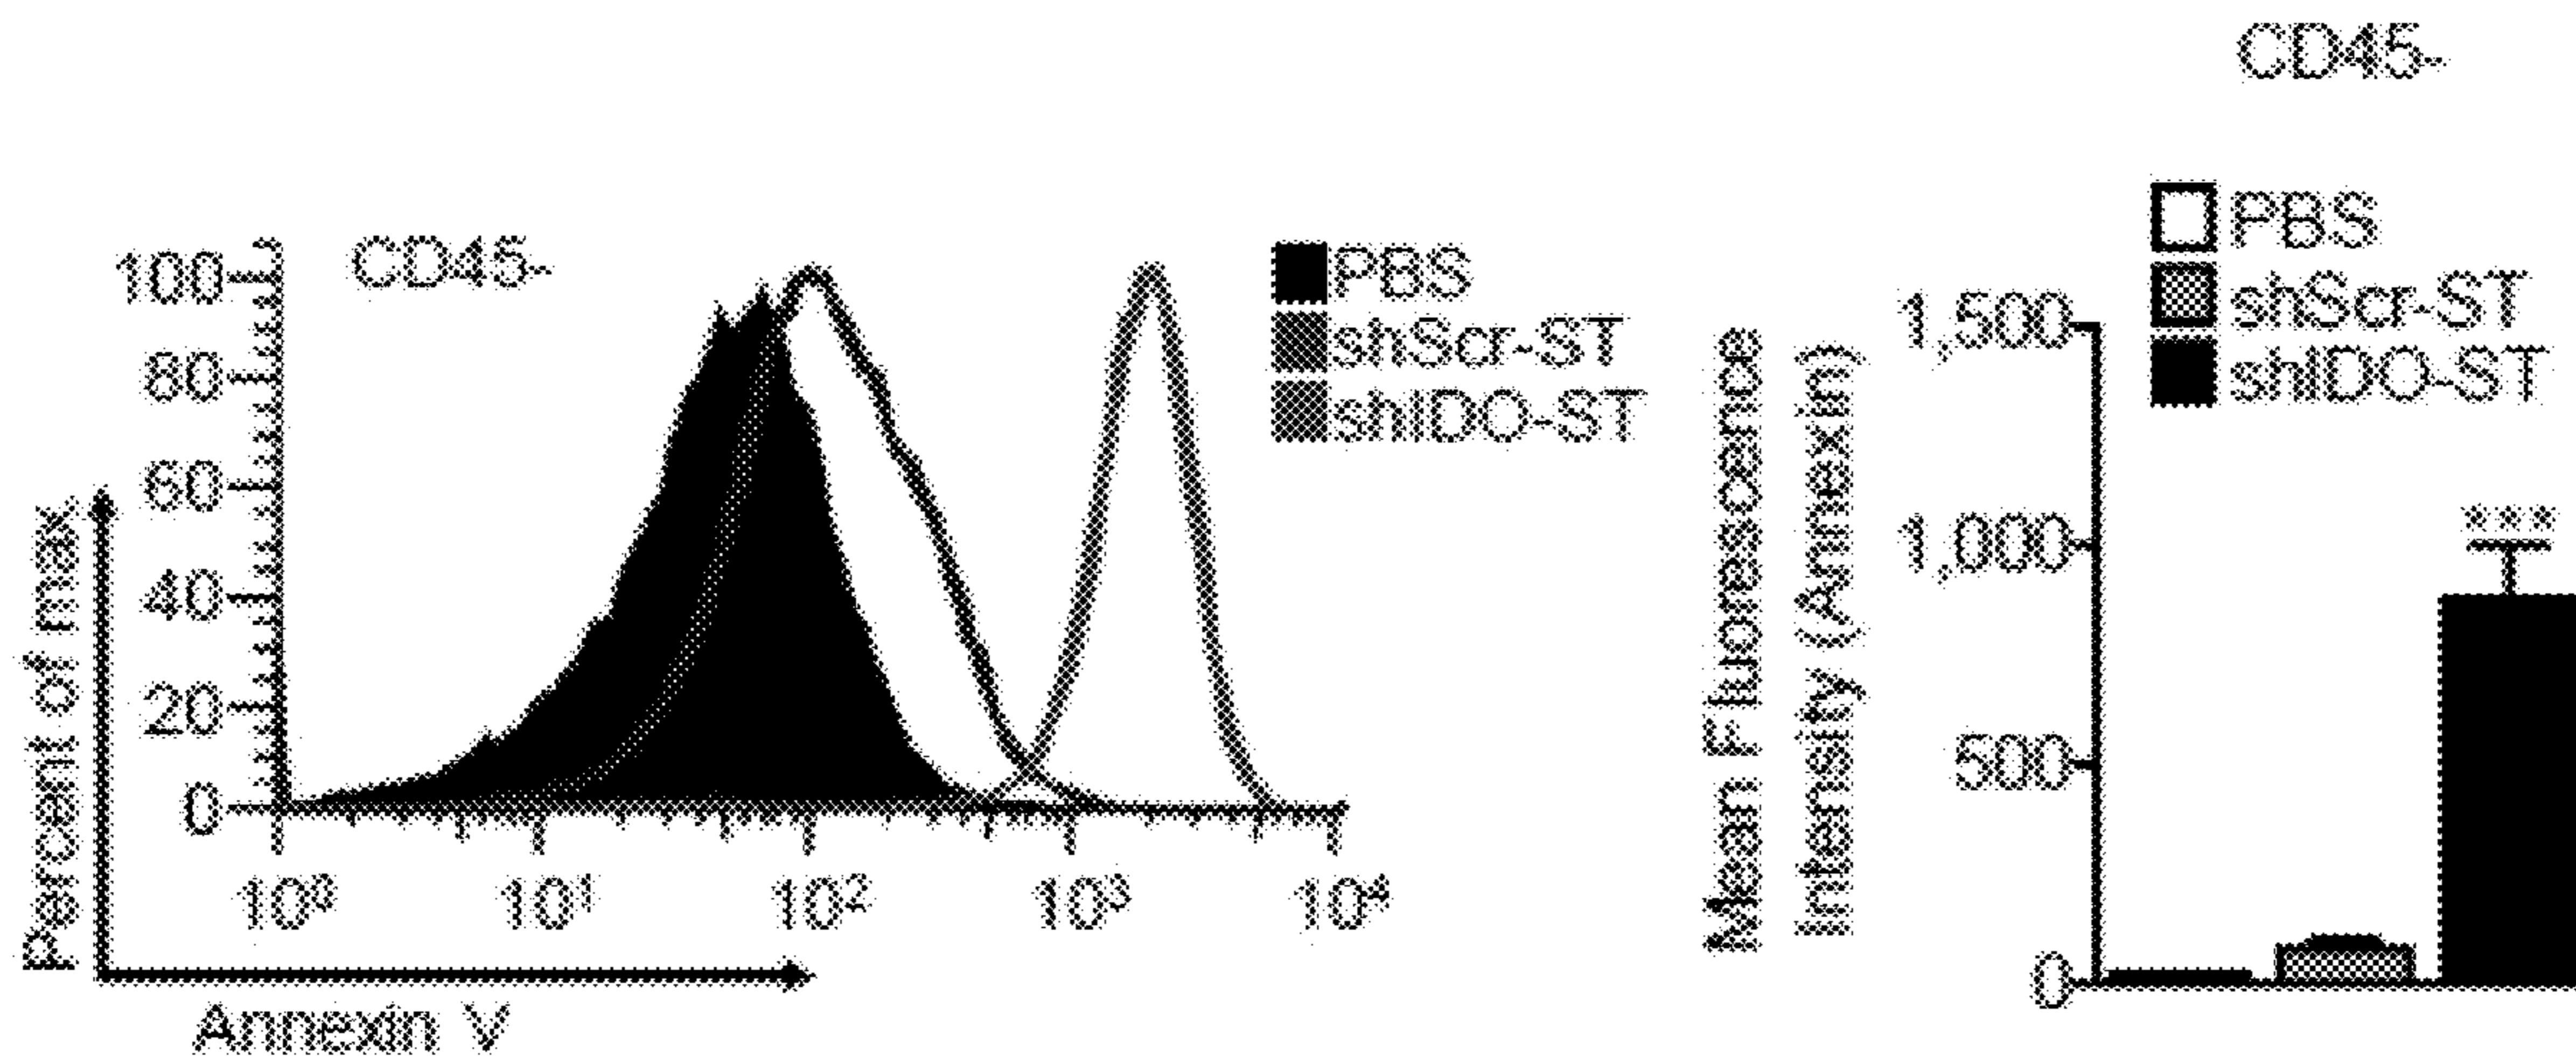 CD45-
100
80
60
40
20
0
10⁰ 10¹ 10² 10³ 10⁴
Percent of max
Annexin V
CD45-
PBS
shScr-ST
shIDO-ST
CD45-
PBS
shScr-ST
shIDO-ST
Mean Fluorescence
Intensity (Annexin)
1,500
1,000
500
0
***